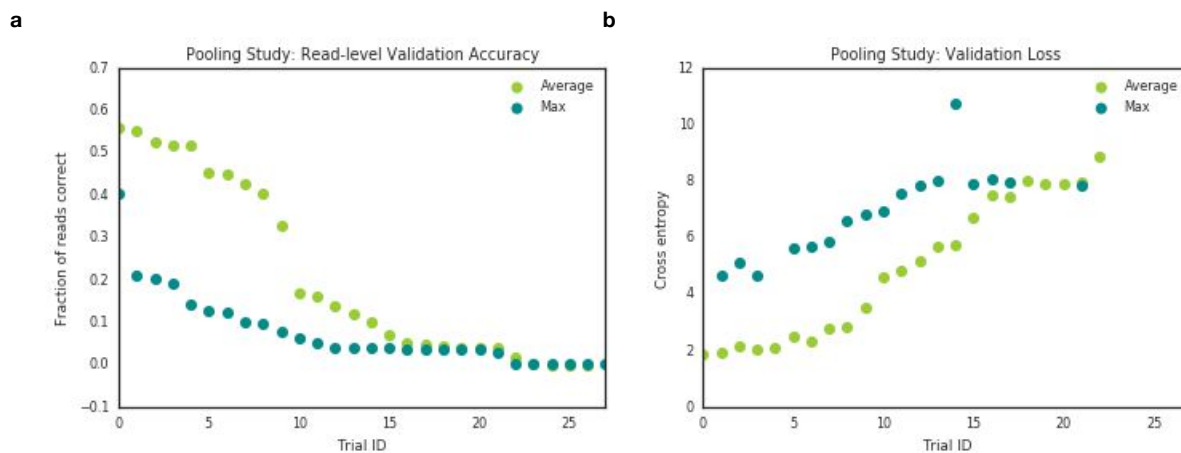 a
Pooling Study: Read-level Validation Accuracy
0.7
0.6
0.5
0.4
0.3
0.2
0.1
0.0
−0.1
Fraction of reads correct
Average
Max
0 5 10 15 20 25
Trial ID
b
Pooling Study: Validation Loss
12
10
8
6
4
2
0
Cross entropy
Average
Max
0 5 10 15 20 25
Trial ID